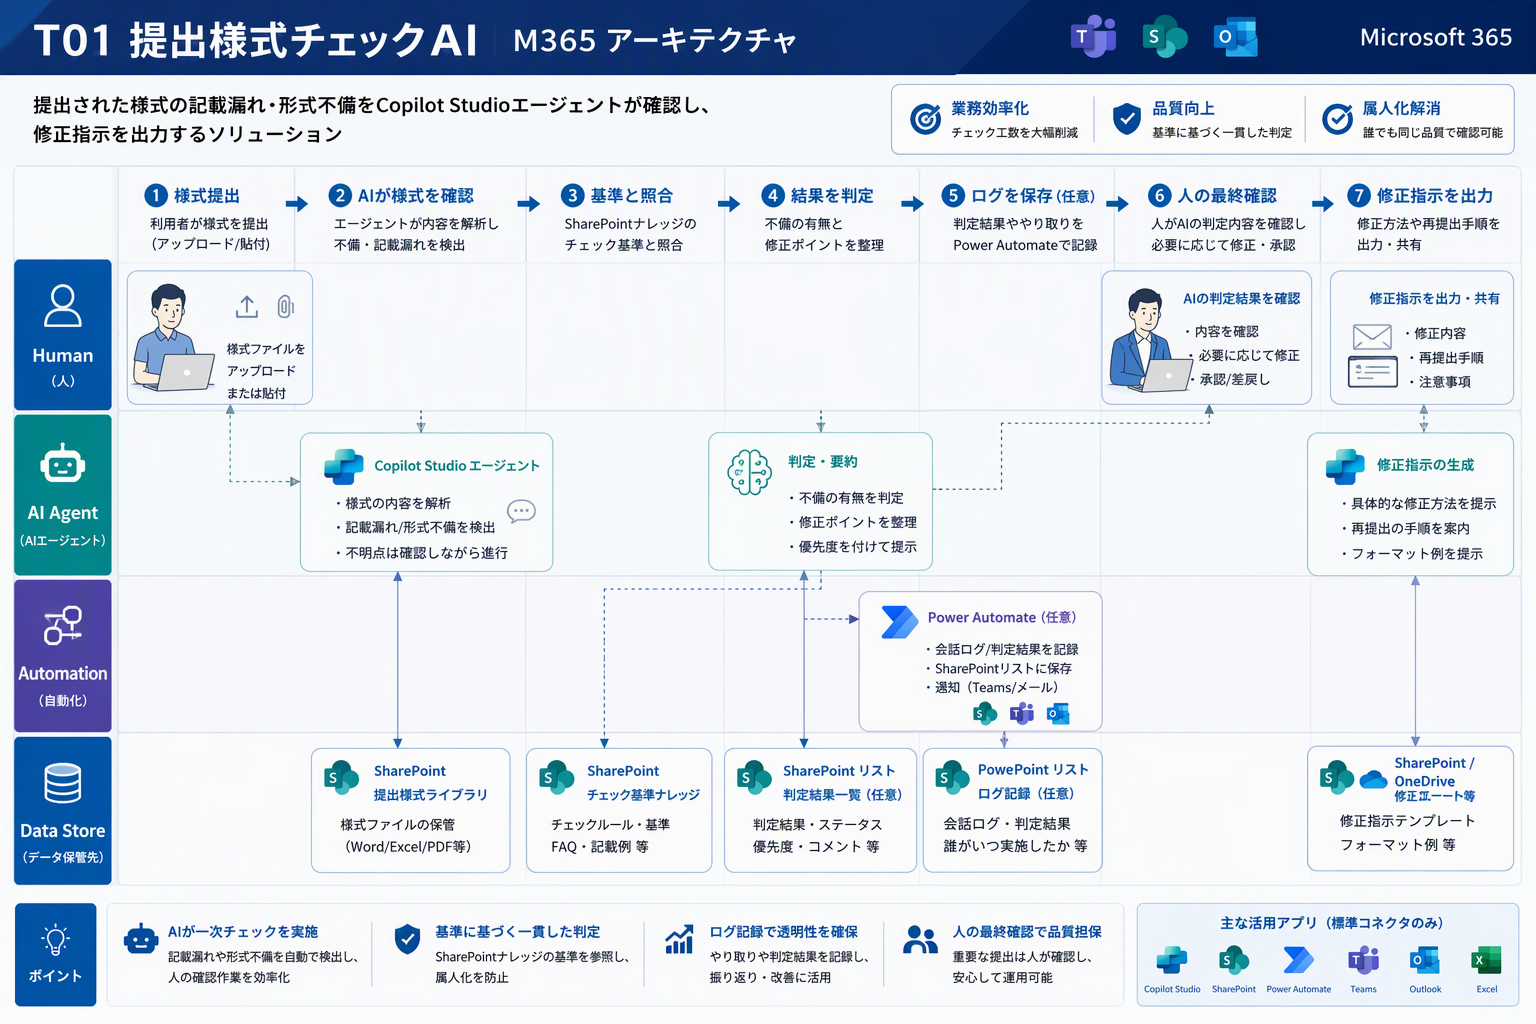 T01 提出様式チェックAI
M365 アーキテクチャ
Microsoft 365
提出された様式の記載漏れ・形式不備をCopilot Studioエージェントが確認し、
修正指示を出力するソリューション
業務効率化
チェック工数を大幅削減
品質向上
基準に基づく一貫した判定
属人化解消
誰でも同じ品質で確認可能
1 様式提出
利用者が様式を提出
（アップロード/貼付）
2 AIが様式を確認
エージェントが内容を解析し
不備・記載漏れを検出
3 基準と照合
SharePointナレッジの
チェック基準と照合
4 結果を判定
不備の有無と
修正ポイントを整理
5 ログを保存（任意）
判定結果ややり取りを
Power Automateで記録
6 人の最終確認
人がAIの判定内容を確認し
必要に応じて修正・承認
7 修正指示を出力
修正方法や再提出手順を
出力・共有
Human
（人）
様式ファイルを
アップロード
または貼付
AIの判定結果を確認
・内容を確認
・必要に応じて修正
・承認/差戻し
修正指示を出力・共有
・修正内容
・再提出手順
・注意事項
AI Agent
（AIエージェント）
Copilot Studio エージェント
・様式の内容を解析
・記載漏れ/形式不備を検出
・不明点は確認しながら進行
判定・要約
・不備の有無を判定
・修正ポイントを整理
・優先度を付けて提示
修正指示の生成
・具体的な修正方法を提示
・再提出の手順を案内
・フォーマット例を提示
Automation
（自動化）
Power Automate（任意）
・会話ログ/判定結果を記録
・SharePointリストに保存
・通知（Teams/メール）
Data Store
（データ保管先）
SharePoint
提出様式ライブラリ
様式ファイルの保管
（Word/Excel/PDF等）
SharePoint
チェック基準ナレッジ
チェックルール・基準
FAQ・記載例 等
SharePoint リスト
判定結果一覧（任意）
判定結果・ステータス
優先度・コメント 等
PowePoint リスト
ログ記録（任意）
会話ログ・判定結果
誰がいつ実施したか 等
SharePoint /
OneDrive
修正
修正指示テンプレート
フォーマット例 等
ポイント
AIが一次チェックを実施
記載漏れや形式不備を自動で検出し、
人の確認作業を効率化
基準に基づく一貫した判定
SharePointナレッジの基準を参照し、
属人化を防止
ログ記録で透明性を確保
やり取りや判定結果を記録し、
振り返り・改善に活用
人の最終確認で品質担保
重要な提出は人が確認し、
安心して運用可能
主な活用アプリ（標準コネクタのみ）
Copilot Studio
SharePoint
Power Automate
Teams
Outlook
Excel